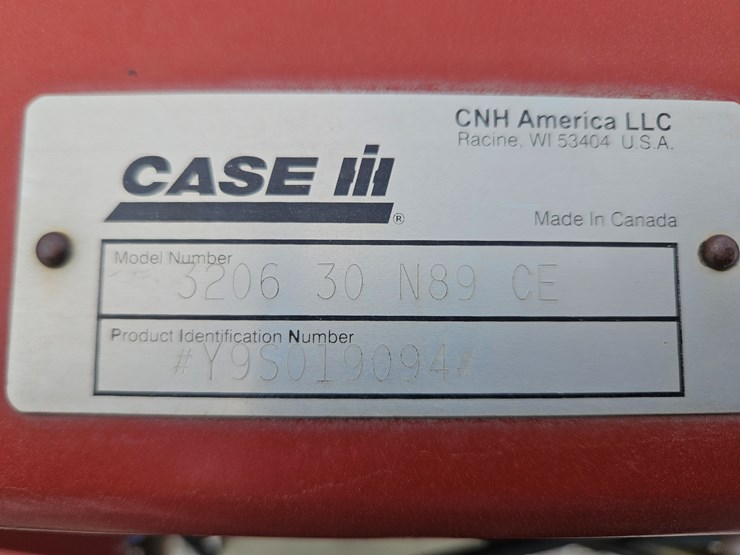 CNH America LLC
Racine, WI 53404 U.S.A.
CASE IH
®
Made In Canada
Model Number
3206 30 N89 CE
Product Identification Number
#Y9S019094#